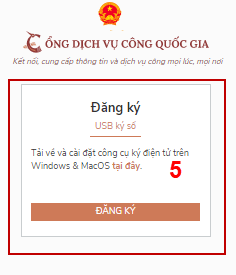 CỔNG DỊCH VỤ CÔNG QUỐC GIA
Kết nối, cung cấp thông tin và dịch vụ công mọi lúc, mọi nơi
Đăng ký
USB ký số
Tải về và cài đặt công cụ ký điện tử trên
Windows & MacOS tại đây.
5
ĐĂNG KÝ